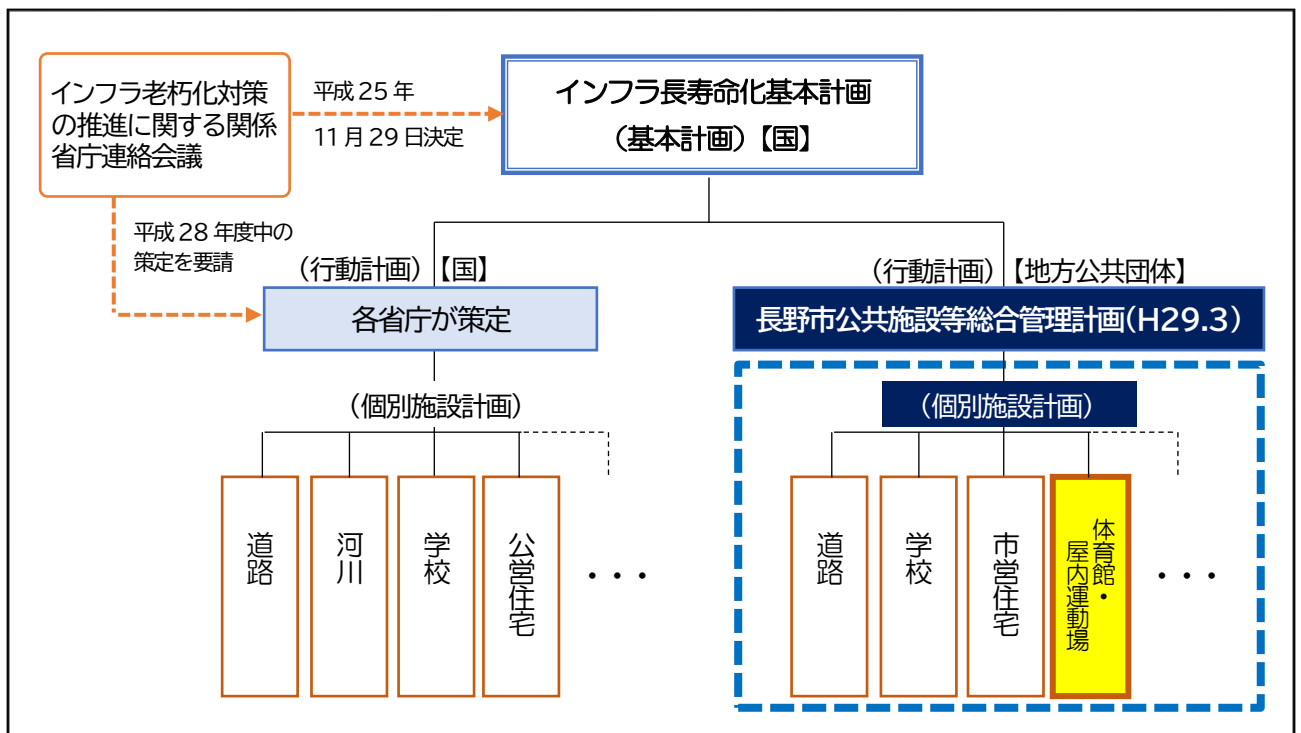 インフラ老朽化対策
の推進に関する関係
省庁連絡会議
平成25年
11月29日決定
インフラ長寿命化基本計画
(基本計画)【国】
平成28年度中の
策定を要請
(行動計画)【国】
各省庁が策定
(行動計画)【地方公共団体】
長野市公共施設等総合管理計画(H29.3)
(個別施設計画)
道路
河川
学校
公営住宅
・・・
(個別施設計画)
道路
学校
市営住宅
体育館・
屋内運動場
・・・